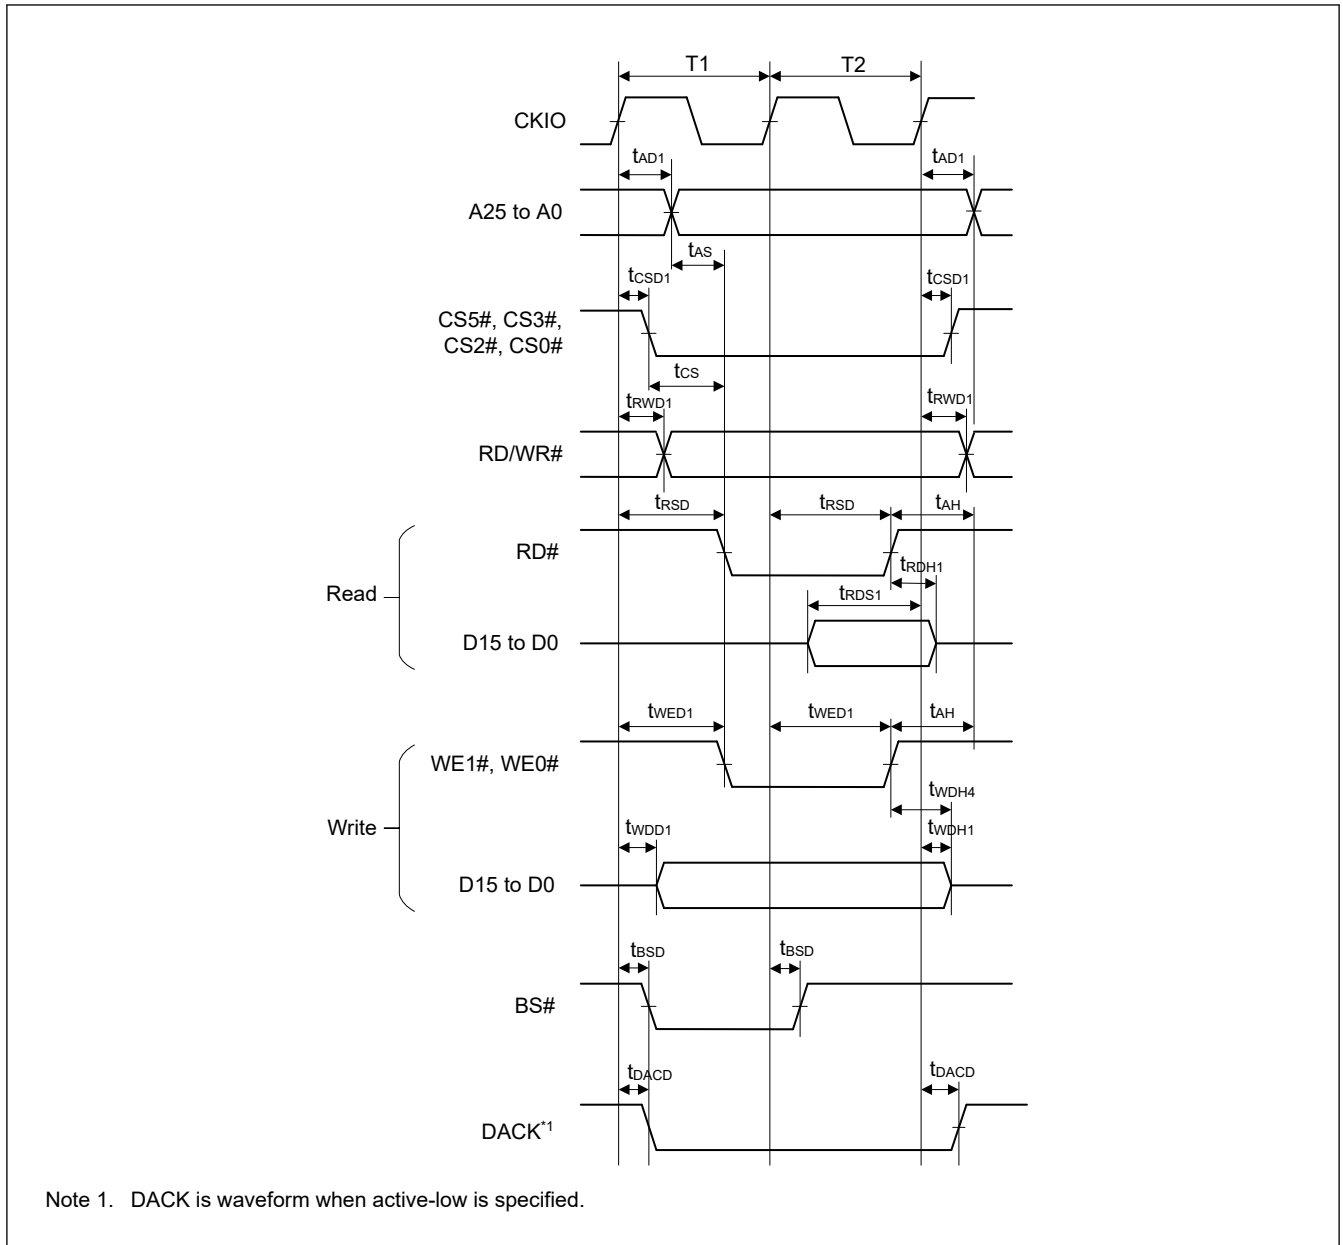 T1 T2
CKIO
tAD1 tAD1
A25 to A0
tAS
tCSD1 tCSD1
CS5#, CS3#,
CS2#, CS0#
tCS
tRWD1 tRWD1
RD/WR#
tRSD tRSD tAH
RD#
tRDH1
Read
tRDS1
D15 to D0
tWED1 tWED1 tAH
WE1#, WE0#
tWDH4
Write
tWDD1 tWDH1
D15 to D0
tBSD tBSD
BS#
tDACD tDACD
DACK*1
Note 1. DACK is waveform when active-low is specified.